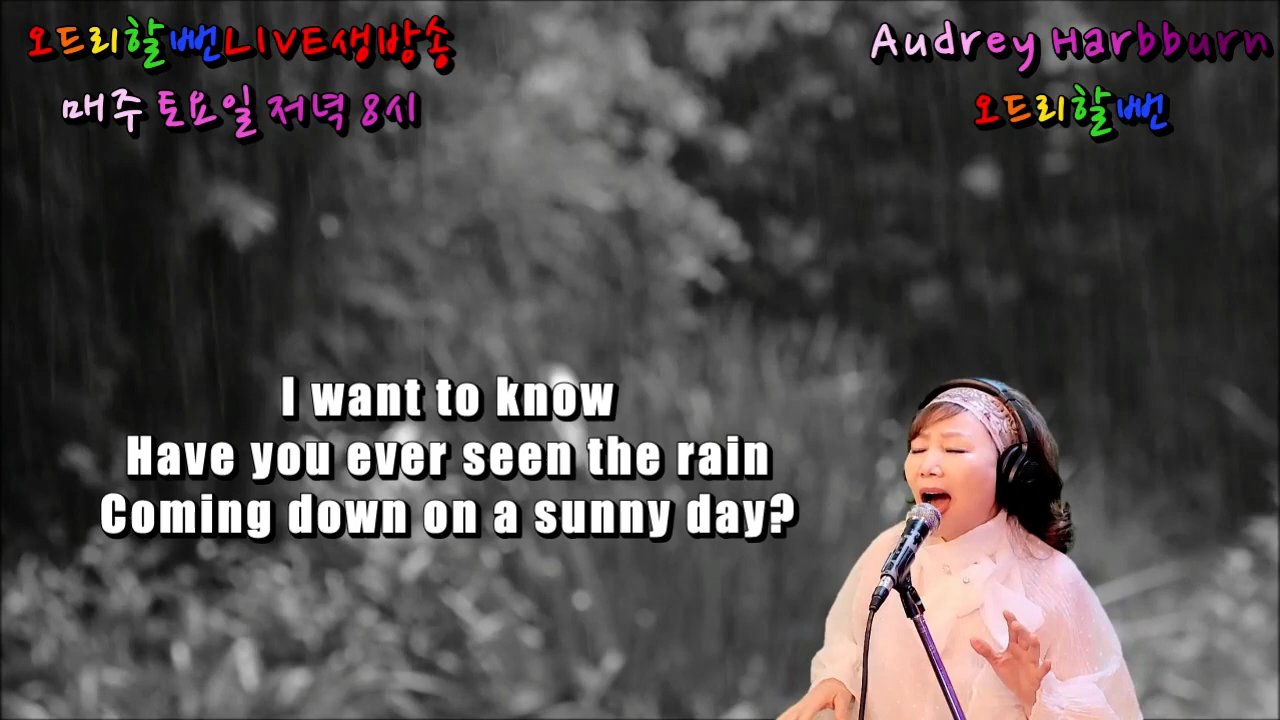 오드리할뻔LIVE생방송
매주 토요일 저녁 8시
Audrey Harbburn
오드리할뻔
I want to know
Have you ever seen the rain
Coming down on a sunny day?